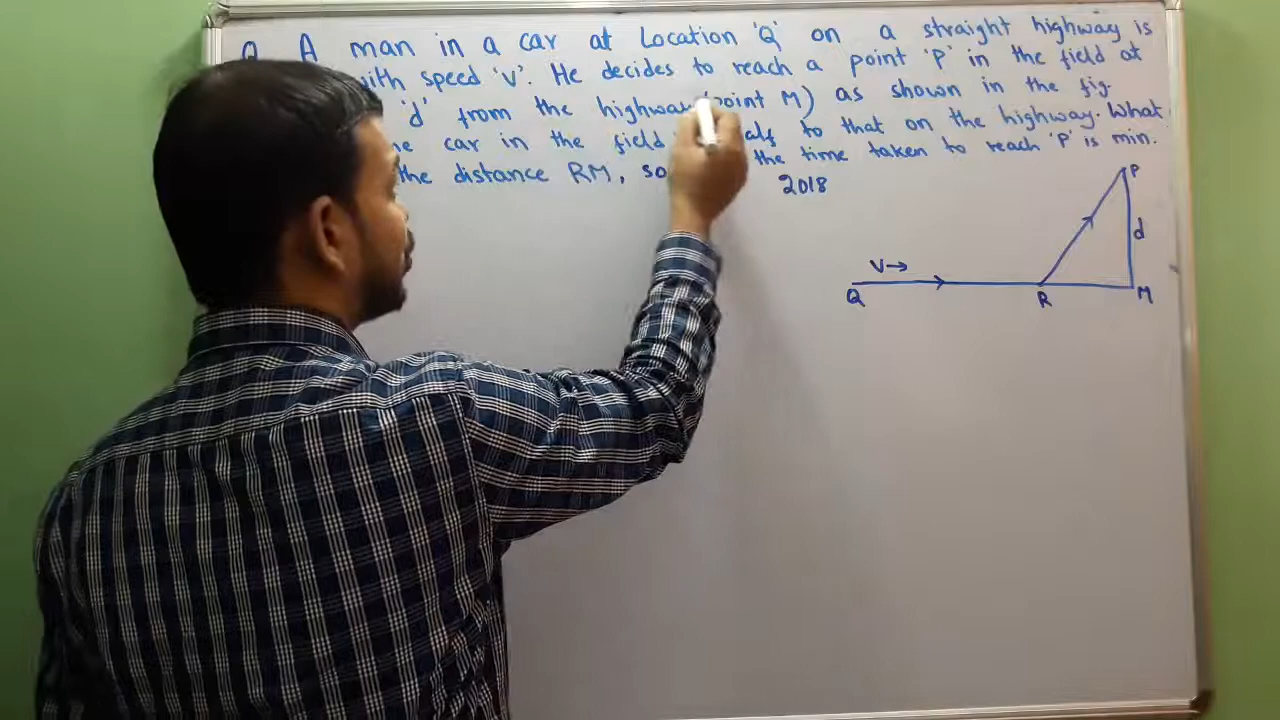 Q A man in a car at Location 'Q' on a straight highway is
with speed 'v'. He decides to reach a point 'P' in the field at
'd' from the highway (point M) as shown in the fig.
car in the field to that on the highway. What
the distance RM, so the time taken to reach 'P' is min.
2018
P
d
V→
Q
R
M